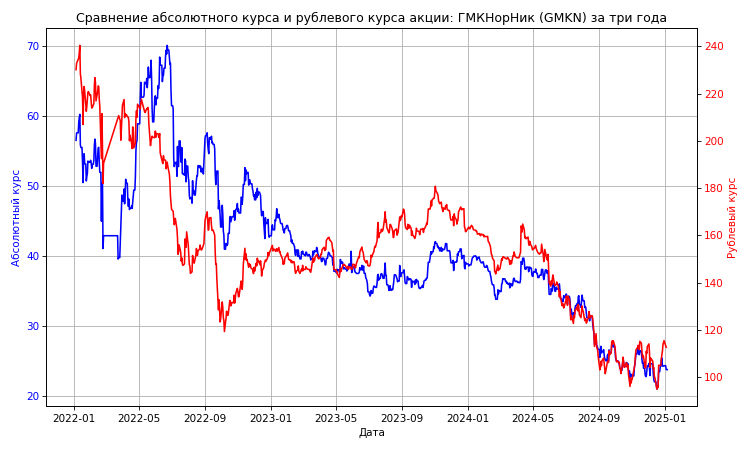 Сравнение абсолютного курса и рублевого курса акции: ГМКНорНик (GMKN) за три года
70
60
50
40
30
20
Абсолютный курс
240
220
200
180
160
140
120
100
Рублевый курс
2022-01 2022-05 2022-09 2023-01 2023-05 2023-09 2024-01 2024-05 2024-09 2025-01
Дата